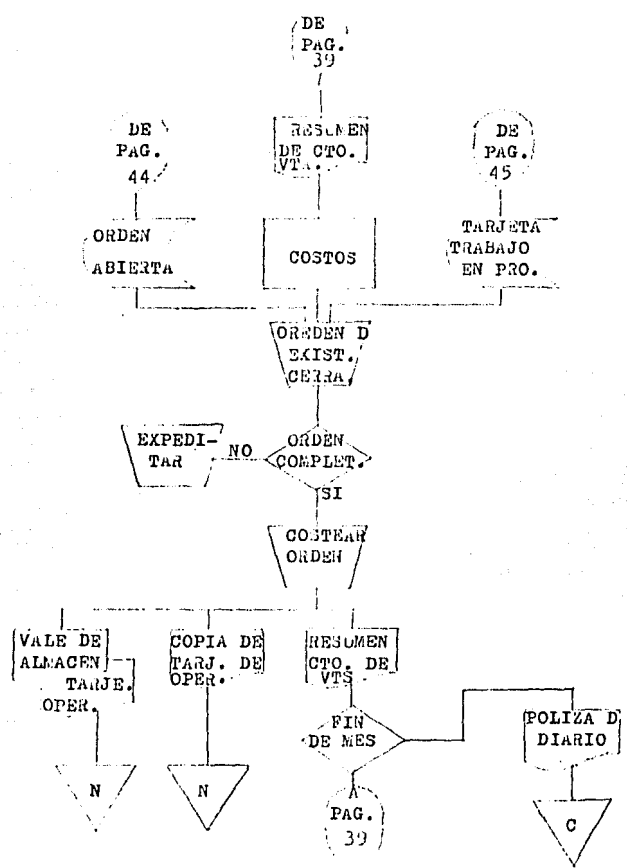 DE
PAG.
39
DE
PAG.
44
RESUMEN
DE CTO.
VTA.
DE
PAG.
45
ORDEN
ABIERTA
COSTOS
TARJETA
TRABAJO
EN PRO.
OREDEN D
EXIST.
CERRA.
EXPEDI-
TAR
NO
ORDEN
COMPLET.
SI
COSTEAR
ORDEN
VALE DE
ALMACEN
TARJE.
OPER.
COPIA DE
TARJ. DE
OPER.
RESUMEN
CTO. DE
VTS
FIN
DE MES
POLIZA D
DIARIO
N
N
A
PAG.
39
C